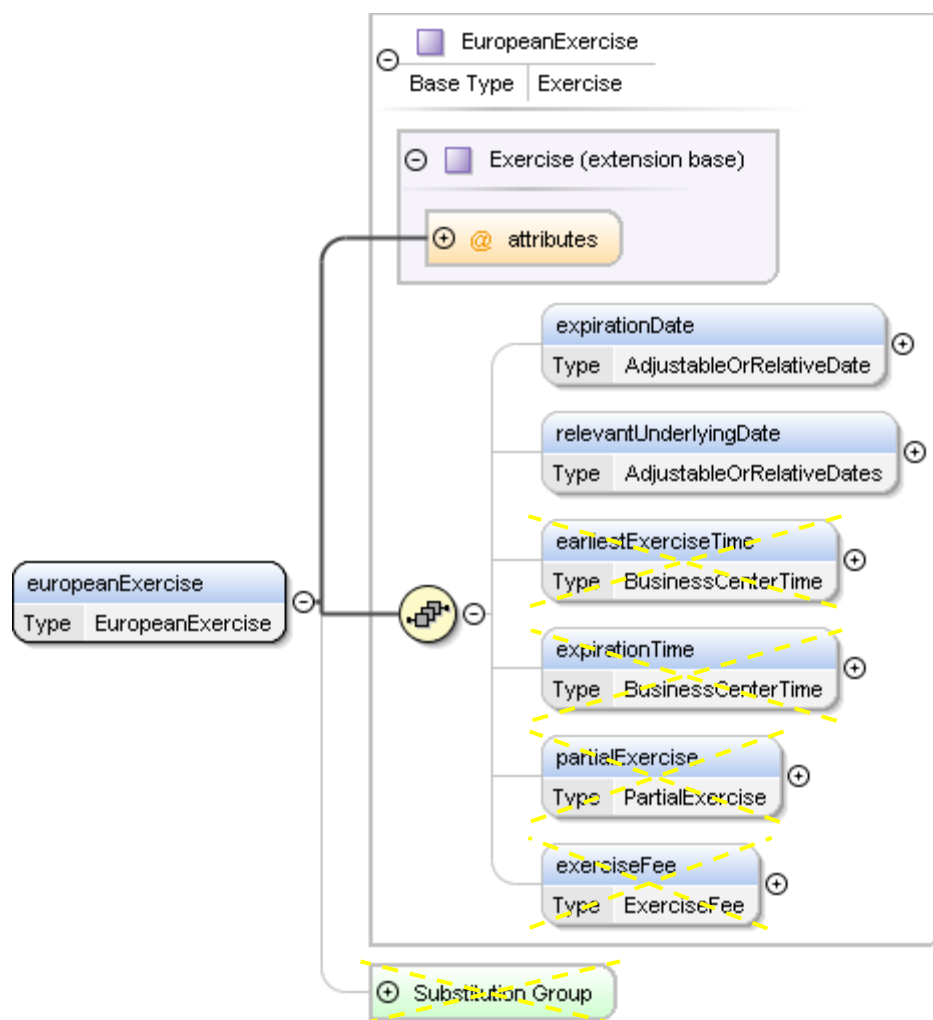 EuropeanExercise
Base Type Exercise
Exercise (extension base)
@ attributes
expirationDate
Type AdjustableOrRelativeDate
relevantUnderlyingDate
Type AdjustableOrRelativeDates
earliestExerciseTime
Type BusinessCenterTime
europeanExercise
Type EuropeanExercise
expirationTime
Type BusinessCenterTime
partialExercise
Type PartialExercise
exerciseFee
Type ExerciseFee
Substitution Group